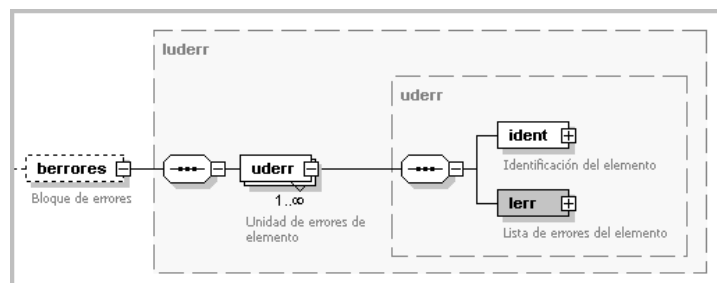 luderr
uderr
ident
Identificación del elemento
berrores
Bloque de errores
uderr
1..∞
Unidad de errores de
elemento
lerr
Lista de errores del elemento